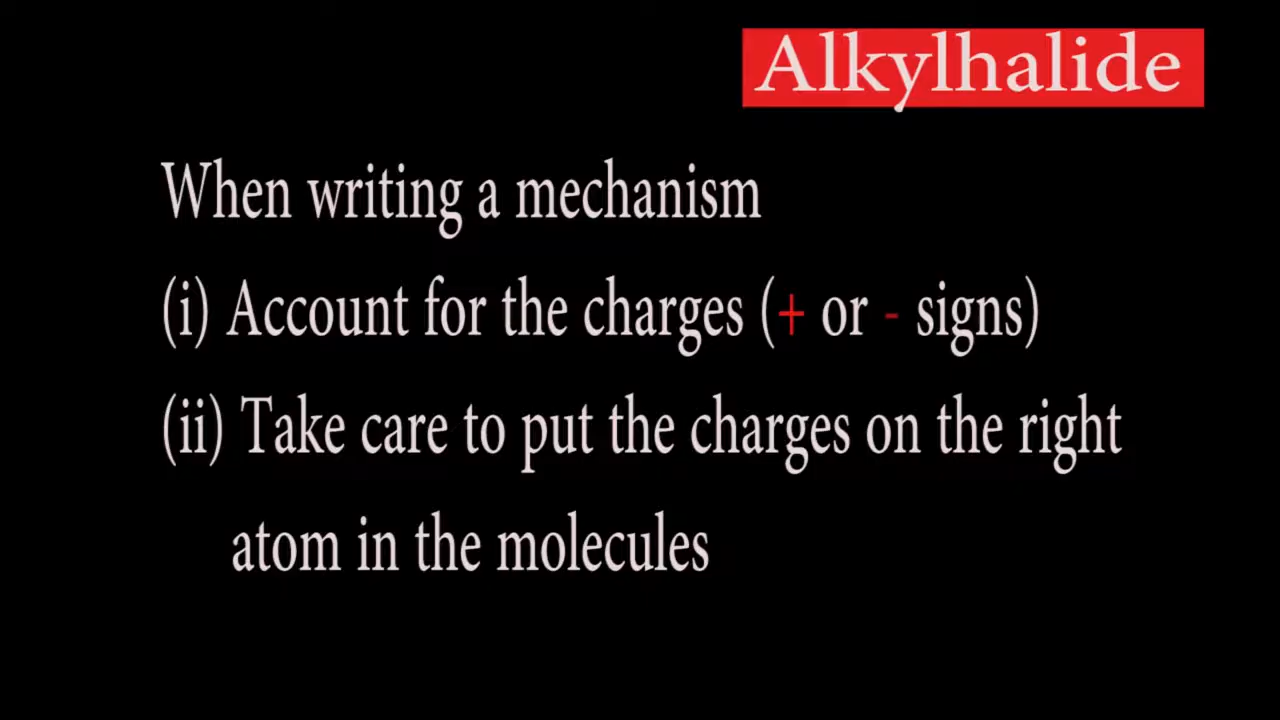 Alkylhalide
When writing a mechanism
(i) Account for the charges (+ or - signs)
(ii) Take care to put the charges on the right
atom in the molecules